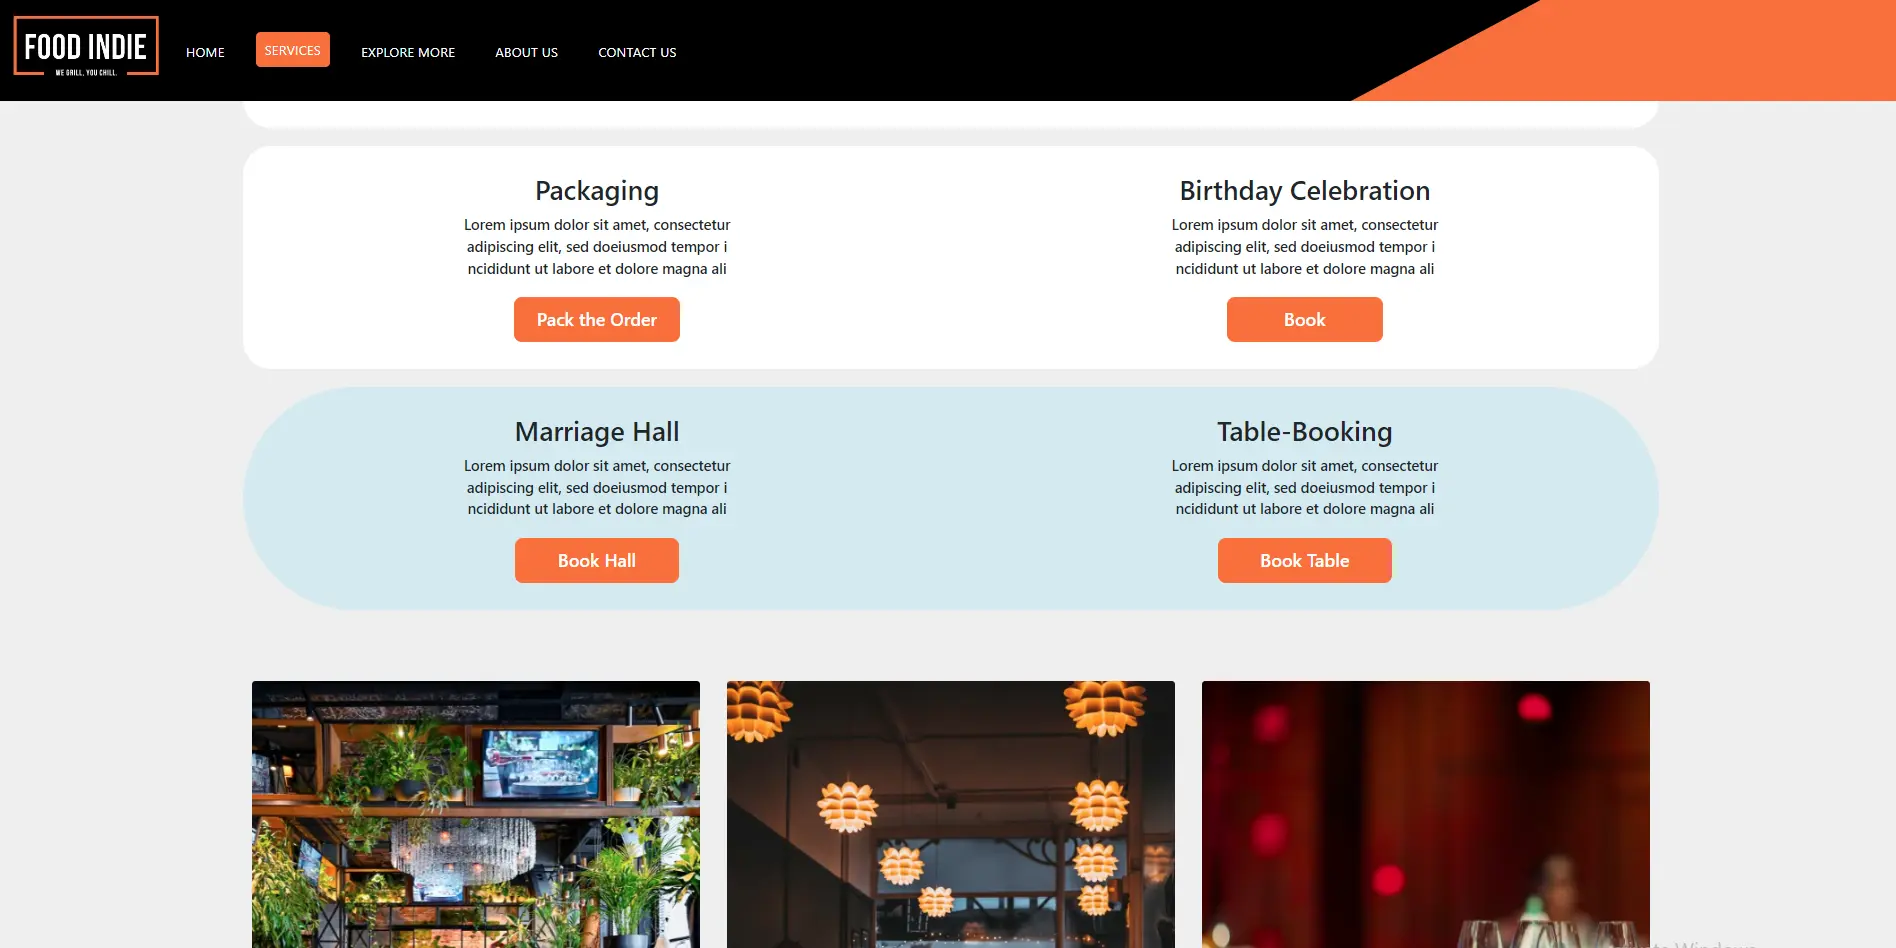 FOOD INDIE
WE GRILL, YOU CHILL.
HOME
SERVICES
EXPLORE MORE
ABOUT US
CONTACT US
Packaging
Lorem ipsum dolor sit amet, consectetur
adipiscing elit, sed doeiusmod tempor i
ncididunt ut labore et dolore magna ali
Pack the Order
Birthday Celebration
Lorem ipsum dolor sit amet, consectetur
adipiscing elit, sed doeiusmod tempor i
ncididunt ut labore et dolore magna ali
Book
Marriage Hall
Lorem ipsum dolor sit amet, consectetur
adipiscing elit, sed doeiusmod tempor i
ncididunt ut labore et dolore magna ali
Book Hall
Table-Booking
Lorem ipsum dolor sit amet, consectetur
adipiscing elit, sed doeiusmod tempor i
ncididunt ut labore et dolore magna ali
Book Table